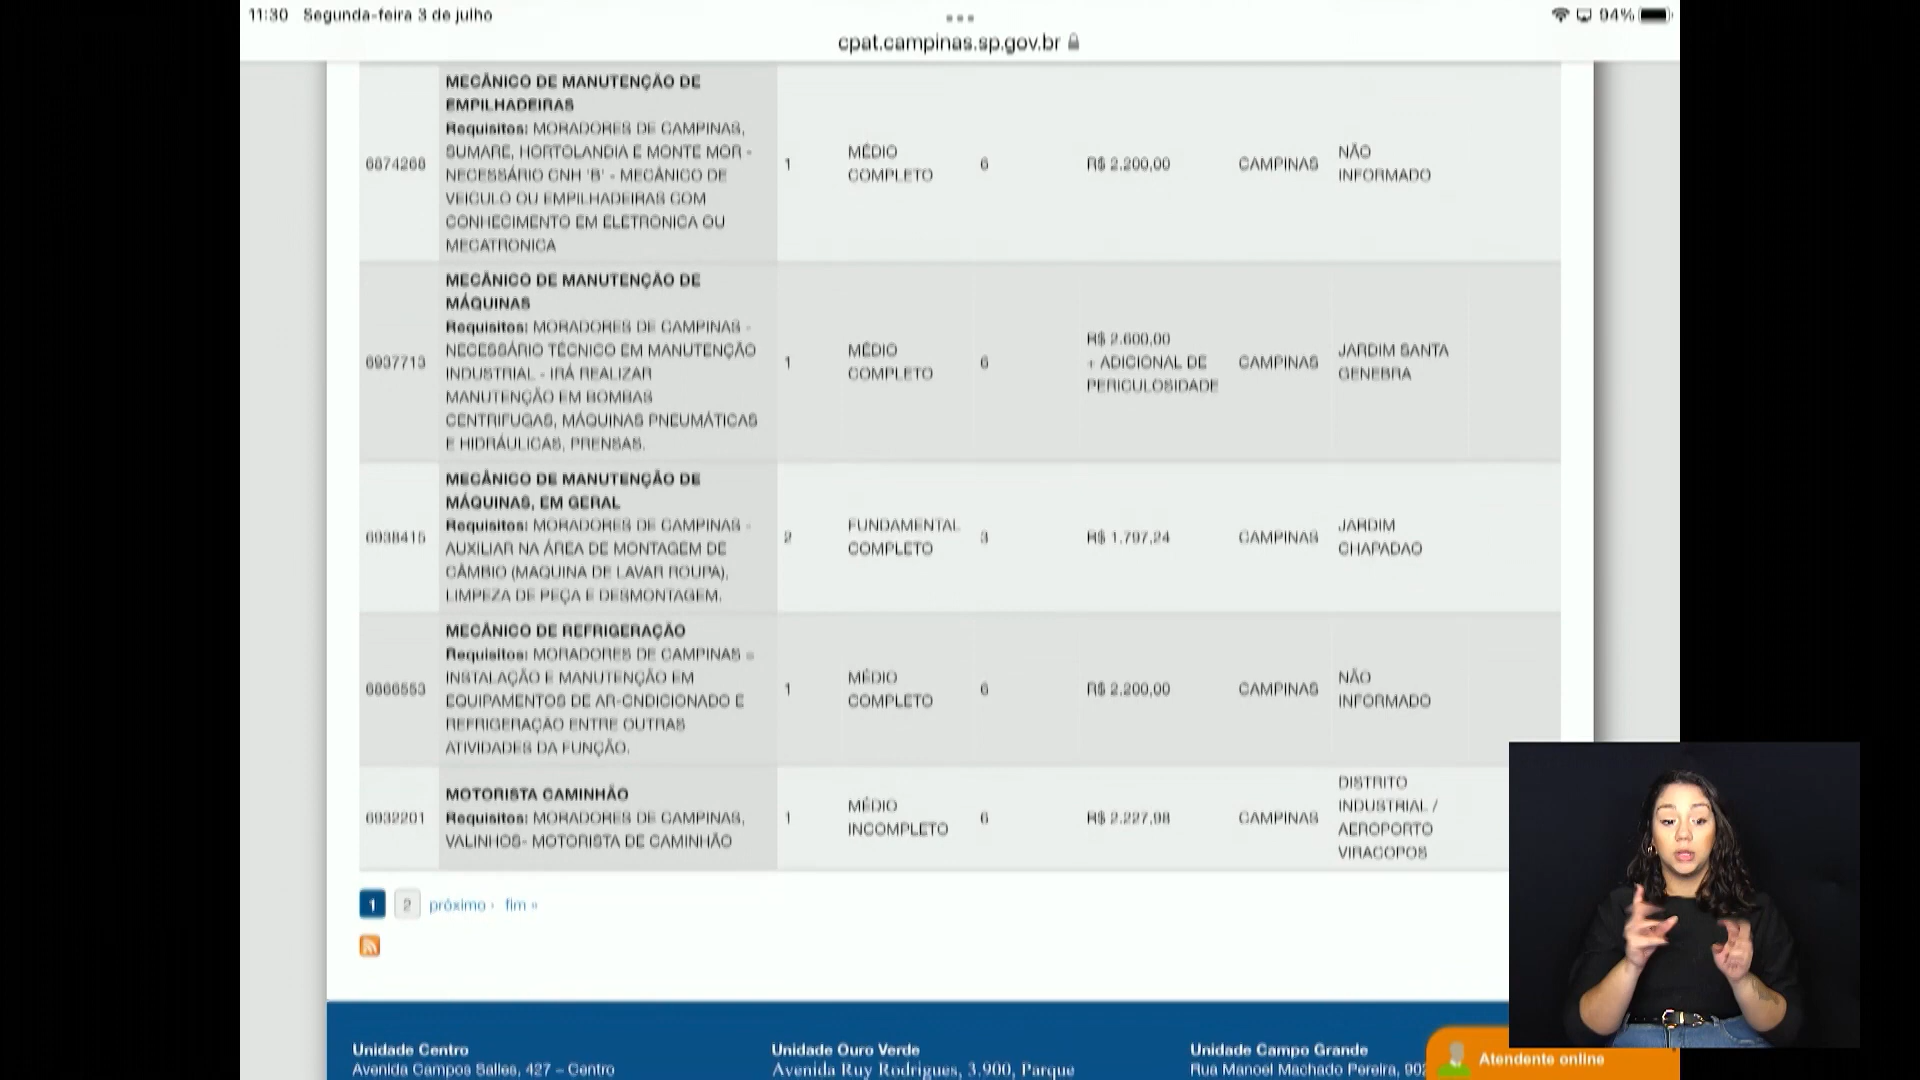 11:30 Segunda-feira 3 de julho
94%
cpat.campinas.sp.gov.br
MECÂNICO DE MANUTENÇÃO DE
EMPILHADEIRAS
Requisitos: MORADORES DE CAMPINAS,
SUMARE, HORTOLANDIA E MONTE MOR -
NECESSÁRIO CNH 'B' - MECÂNICO DE
VEICULO OU EMPILHADEIRAS COM
CONHECIMENTO EM ELETRONICA OU
MECATRONICA
6874268
1
MÉDIO
COMPLETO
6
R$ 2.200,00
CAMPINAS
NÃO
INFORMADO
MECÂNICO DE MANUTENÇÃO DE
MÁQUINAS
Requisitos: MORADORES DE CAMPINAS -
NECESSÁRIO TÉCNICO EM MANUTENÇÃO
INDUSTRIAL - IRÁ REALIZAR
MANUTENÇÃO EM BOMBAS
CENTRIFUGAS, MÁQUINAS PNEUMÁTICAS
E HIDRÁULICAS, PRENSAS.
6937713
1
MÉDIO
COMPLETO
6
R$ 2.600,00
+ ADICIONAL DE
PERICULOSIDADE
CAMPINAS
JARDIM SANTA
GENEBRA
MECÂNICO DE MANUTENÇÃO DE
MÁQUINAS, EM GERAL
Requisitos: MORADORES DE CAMPINAS -
AUXILIAR NA ÁREA DE MONTAGEM DE
CÂMBIO (MAQUINA DE LAVAR ROUPA),
LIMPEZA DE PEÇA E DESMONTAGEM.
6938415
2
FUNDAMENTAL
COMPLETO
3
R$ 1.797,24
CAMPINAS
JARDIM
CHAPADAO
MECÂNICO DE REFRIGERAÇÃO
Requisitos: MORADORES DE CAMPINAS =
INSTALAÇÃO E MANUTENÇÃO EM
EQUIPAMENTOS DE AR-CNDICIONADO E
REFRIGERAÇÃO ENTRE OUTRAS
ATIVIDADES DA FUNÇÃO.
6866553
1
MÉDIO
COMPLETO
6
R$ 2.200,00
CAMPINAS
NÃO
INFORMADO
MOTORISTA CAMINHÃO
Requisitos: MORADORES DE CAMPINAS,
VALINHOS- MOTORISTA DE CAMINHÃO
6932201
1
MÉDIO
INCOMPLETO
6
R$ 2.227,98
CAMPINAS
DISTRITO
INDUSTRIAL /
AEROPORTO
VIRACOPOS
1 2 próximo › fim »
Unidade Centro
Avenida Campos Salles, 427 – Centro
Unidade Ouro Verde
Avenida Ruy Rodrigues, 3.900, Parque
Unidade Campo Grande
Rua Manoel Machado Pereira, 902
Atendente online